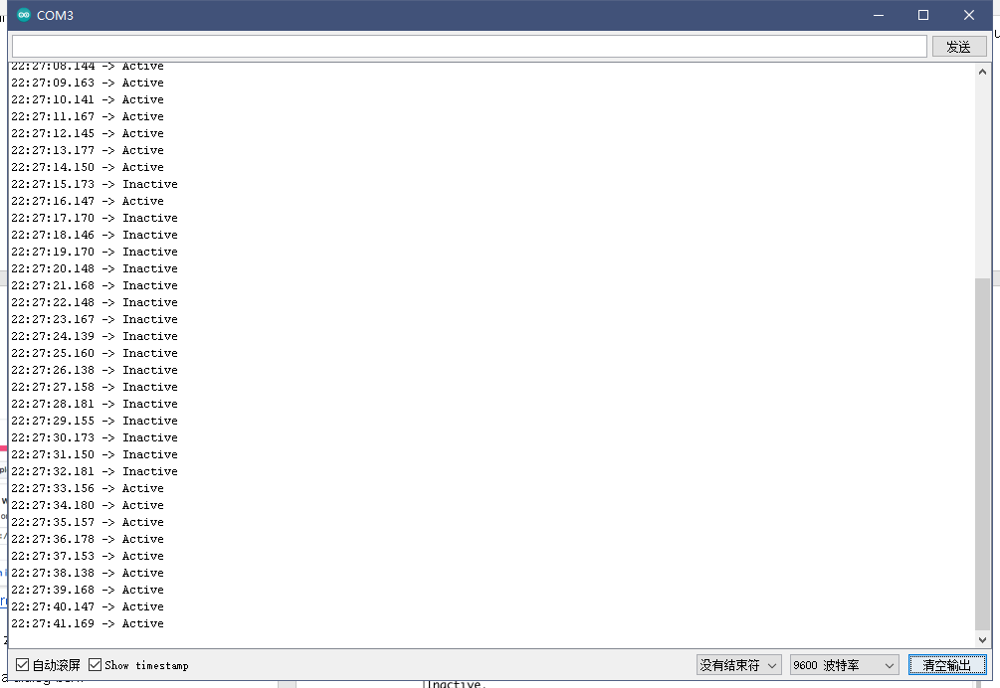 COM3
发送
22:27:08.144 -> Active
22:27:09.163 -> Active
22:27:10.141 -> Active
22:27:11.167 -> Active
22:27:12.145 -> Active
22:27:13.177 -> Active
22:27:14.150 -> Active
22:27:15.173 -> Inactive
22:27:16.147 -> Active
22:27:17.170 -> Inactive
22:27:18.146 -> Inactive
22:27:19.170 -> Inactive
22:27:20.148 -> Inactive
22:27:21.168 -> Inactive
22:27:22.148 -> Inactive
22:27:23.167 -> Inactive
22:27:24.139 -> Inactive
22:27:25.160 -> Inactive
22:27:26.138 -> Inactive
22:27:27.158 -> Inactive
22:27:28.181 -> Inactive
22:27:29.155 -> Inactive
22:27:30.173 -> Inactive
22:27:31.150 -> Inactive
22:27:32.181 -> Inactive
22:27:33.156 -> Active
22:27:34.180 -> Active
22:27:35.157 -> Active
22:27:36.178 -> Active
22:27:37.153 -> Active
22:27:38.138 -> Active
22:27:39.168 -> Active
22:27:40.147 -> Active
22:27:41.169 -> Active
自动滚屏 Show timestamp 没有结束符 9600 波特率 清空输出
Inactive.